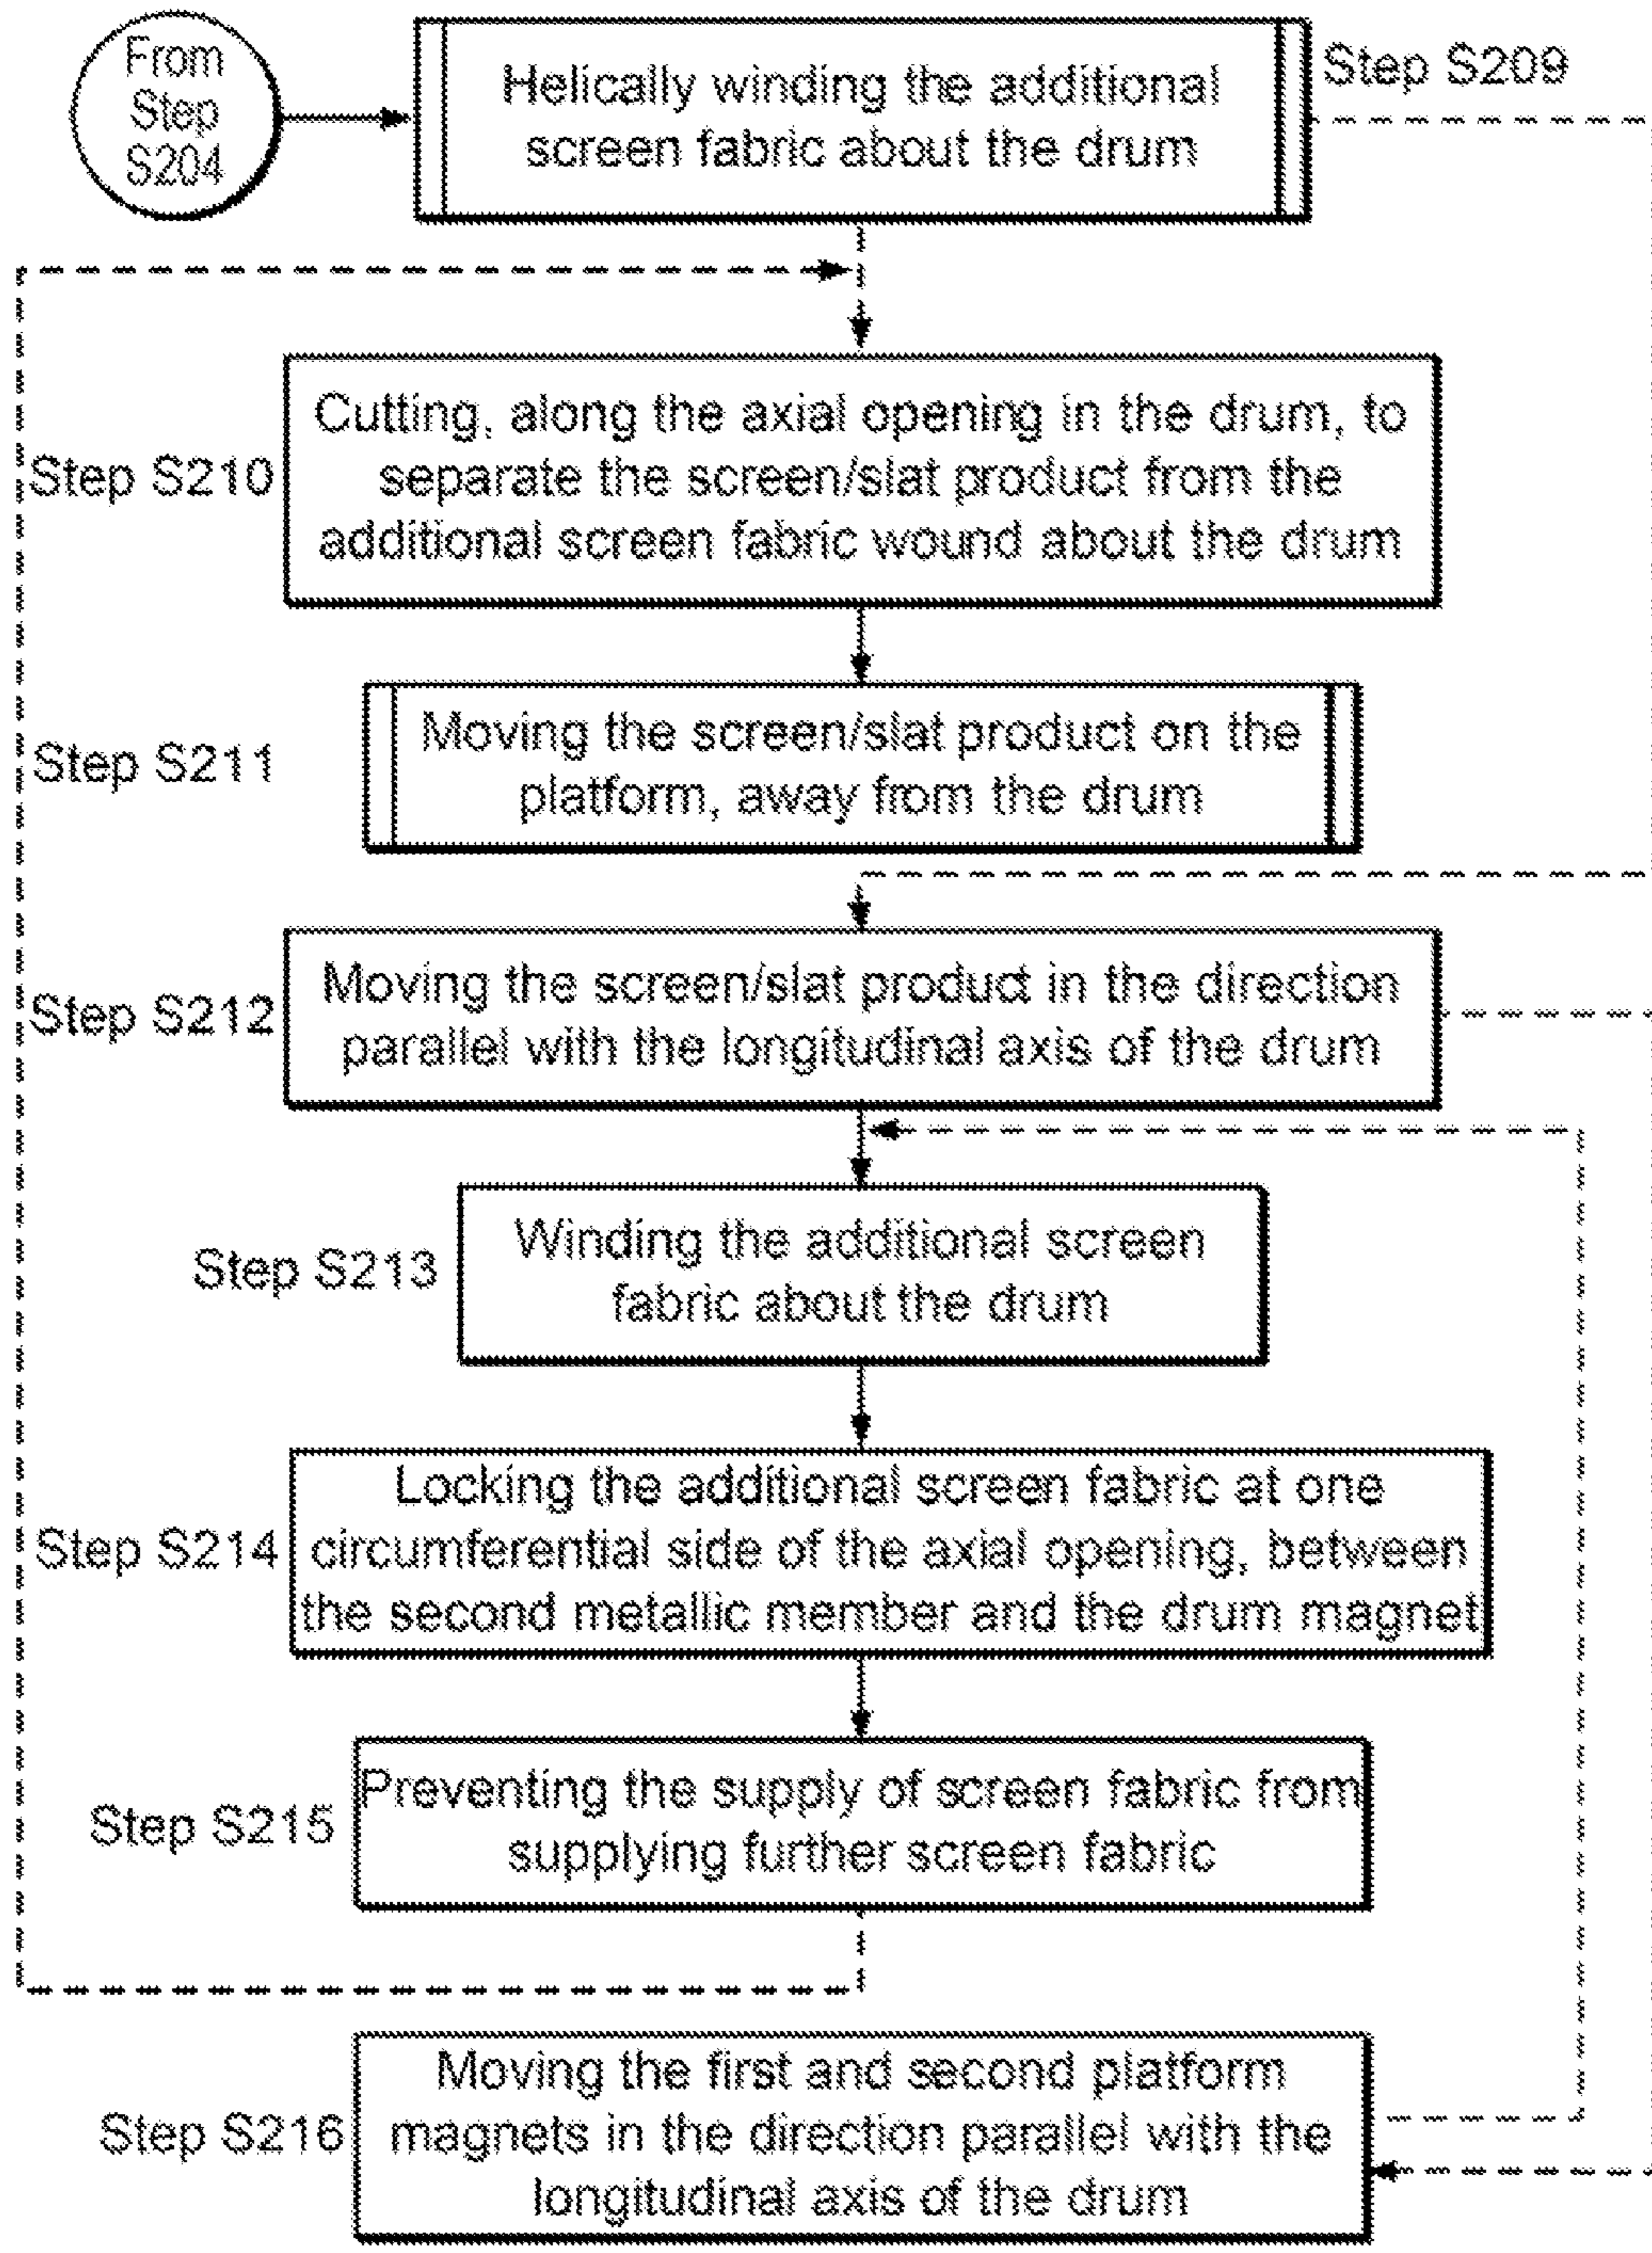 From
Step
S204
Helically winding the additional
screen fabric about the drum
Step S209
Step S210
Cutting, along the axial opening in the drum, to
separate the screen/slat product from the
additional screen fabric wound about the drum
Step S211
Moving the screen/slat product on the
platform, away from the drum
Step S212
Moving the screen/slat product in the direction
parallel with the longitudinal axis of the drum
Step S213
Winding the additional screen
fabric about the drum
Step S214
Locking the additional screen fabric at one
circumferential side of the axial opening, between
the second metallic member and the drum magnet
Step S215
Preventing the supply of screen fabric from
supplying further screen fabric
Step S216
Moving the first and second platform
magnets in the direction parallel with the
longitudinal axis of the drum